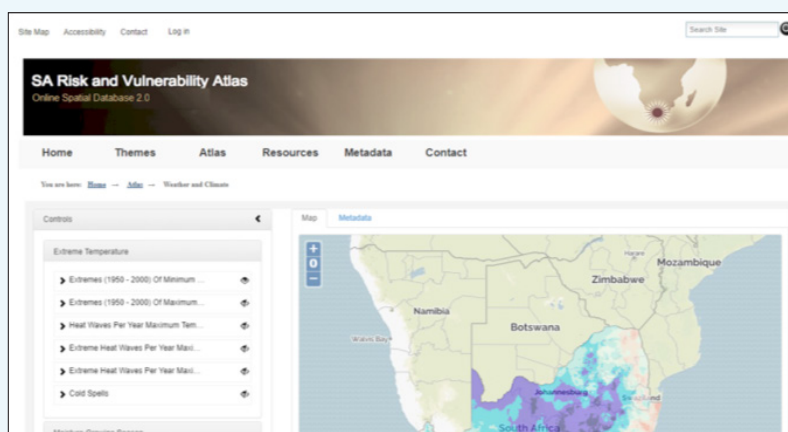 Site Map Accessibility Contact Log in
Search Site
SA Risk and Vulnerability Atlas
Online Spatial Database 2.0
Home Themes Atlas Resources Metadata Contact
You are here: Home → Atlas → Weather and Climate
Controls
Map Metadata
Extreme Temperature
Extremes (1950 - 2000) Of Minimum ...
Extremes (1950 - 2000) Of Maximum ...
Heat Waves Per Year Maximum Tem...
Extreme Heat Waves Per Year Maxi...
Extreme Heat Waves Per Year Maxi...
Cold Spells
+
0
−
Harare
Mozambique
Zimbabwe
Namibia
Botswana
Walvis Bay
Johannesburg
Swaziland
South Africa